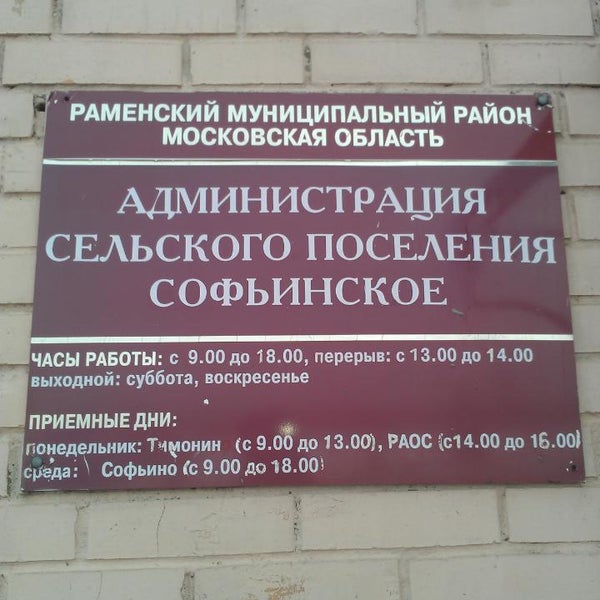 РАМЕНСКИЙ МУНИЦИПАЛЬНЫЙ РАЙОН
МОСКОВСКАЯ ОБЛАСТЬ
АДМИНИСТРАЦИЯ
СЕЛЬСКОГО ПОСЕЛЕНИЯ
СОФЬИНСКОЕ
ЧАСЫ РАБОТЫ: с 9.00 до 18.00, перерыв: с 13.00 до 14.00
выходной: суббота, воскресенье
ПРИЕМНЫЕ ДНИ:
понедельник: Тимонин (с 9.00 до 13.00), РАОС (с14.00 до 16.00)
среда: Софьино (с 9.00 до 18.00)